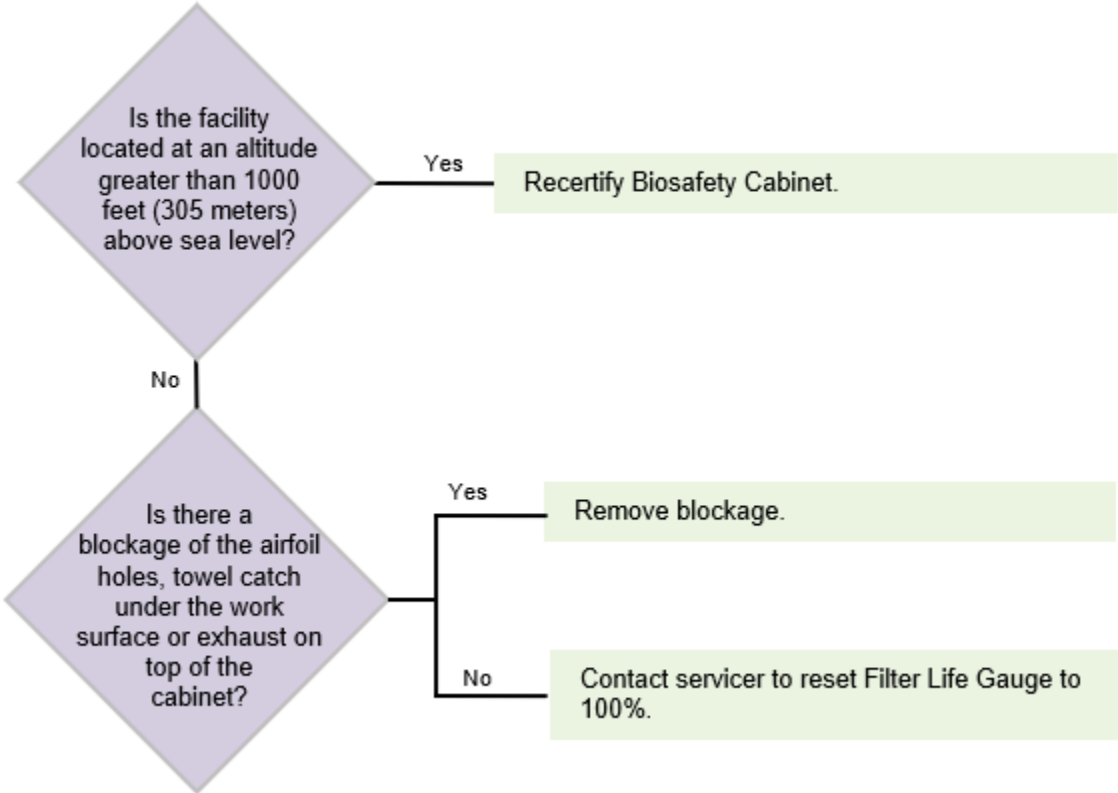 Is the facility
located at an altitude
greater than 1000
feet (305 meters)
above sea level?
Yes
Recertify Biosafety Cabinet.
No
Is there a
blockage of the airfoil
holes, towel catch
under the work
surface or exhaust on
top of the
cabinet?
Yes
Remove blockage.
No
Contact servicer to reset Filter Life Gauge to
100%.